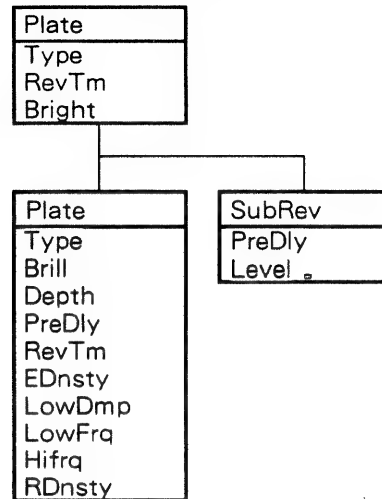 Plate
Type
RevTm
Bright
Plate
Type
Brill
Depth
PreDly
RevTm
EDnsty
LowDmp
LowFrq
Hifrq
RDnsty
SubRev
PreDly
Level